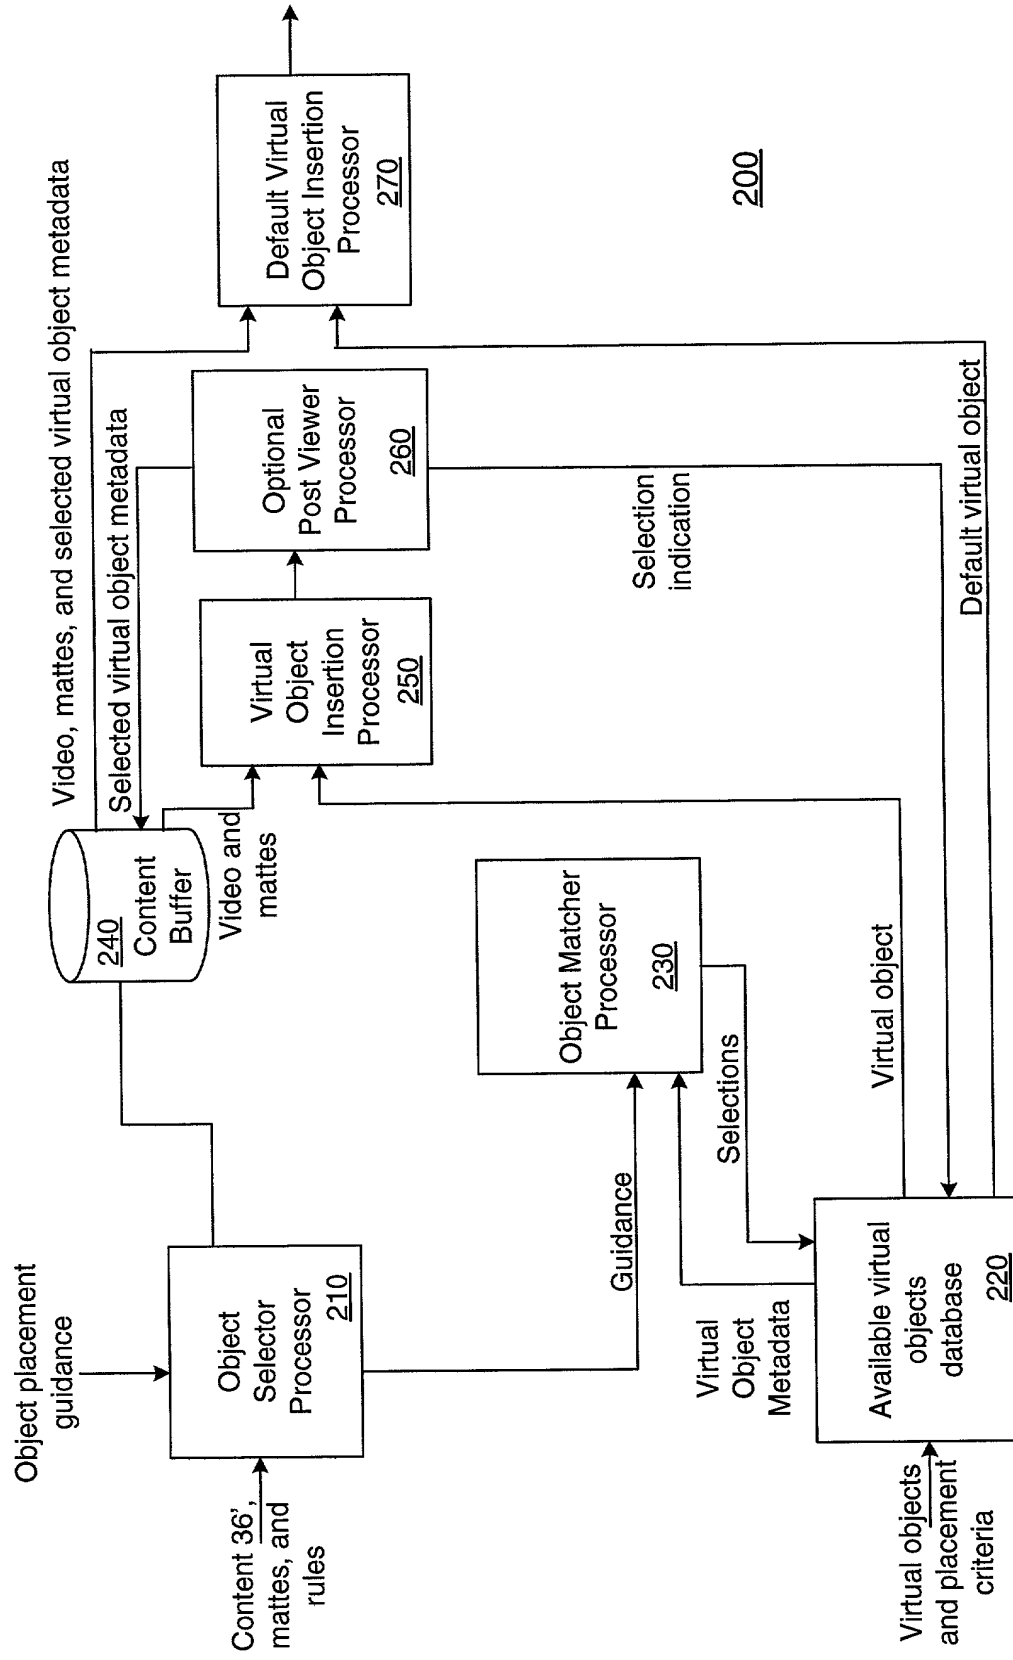 Object placement
guidance
Content 36’,
mattes, and
rules
Object
Selector
Processor
210
240
Content
Buffer
Video, mattes, and selected virtual object metadata
Selected virtual object metadata
Video and
mattes
Virtual
Object
Insertion
Processor
250
Optional
Post Viewer
Processor
260
Default Virtual
Object Insertion
Processor
270
Guidance
Object Matcher
Processor
230
Selections
Virtual
Object
Metadata
Selection
indication
Virtual object
Default virtual object
Virtual objects
and placement
criteria
Available virtual
objects
database
220
200